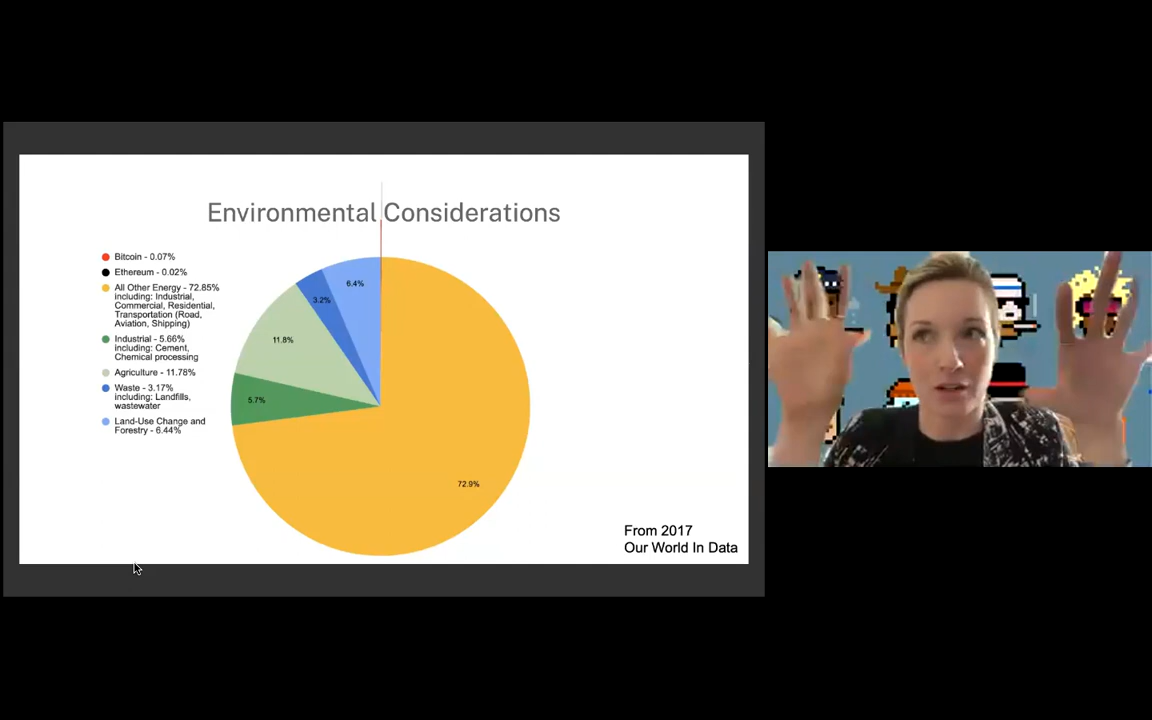 Environmental Considerations
Bitcoin - 0.07%
Ethereum - 0.02%
All Other Energy - 72.85%
including: Industrial,
Commercial, Residential,
Transportation (Road,
Aviation, Shipping)
Industrial - 5.66%
including: Cement,
Chemical processing
Agriculture - 11.78%
Waste - 3.17%
including: Landfills,
wastewater
Land-Use Change and
Forestry - 6.44%
6.4%
3.2%
11.8%
5.7%
72.9%
From 2017
Our World In Data